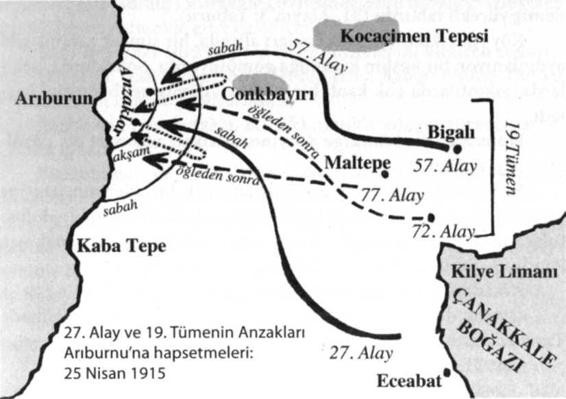 Kocaçimen Tepesi
sabah
57. Alay
Arıburun
Anzaklar
Conkbayırı
öğleden sonra
sabah
Bigalı
57. Alay
19.Tümen
Maltepe
77. Alay
72. Alay
akşam
öğleden sonra
sabah
Kaba Tepe
Kilye Limanı
ÇANAKKALE
BOĞAZI
27. Alay ve 19. Tümenin Anzakları
Arıburnu'na hapsetmeleri:
25 Nisan 1915
27. Alay
Eceabat